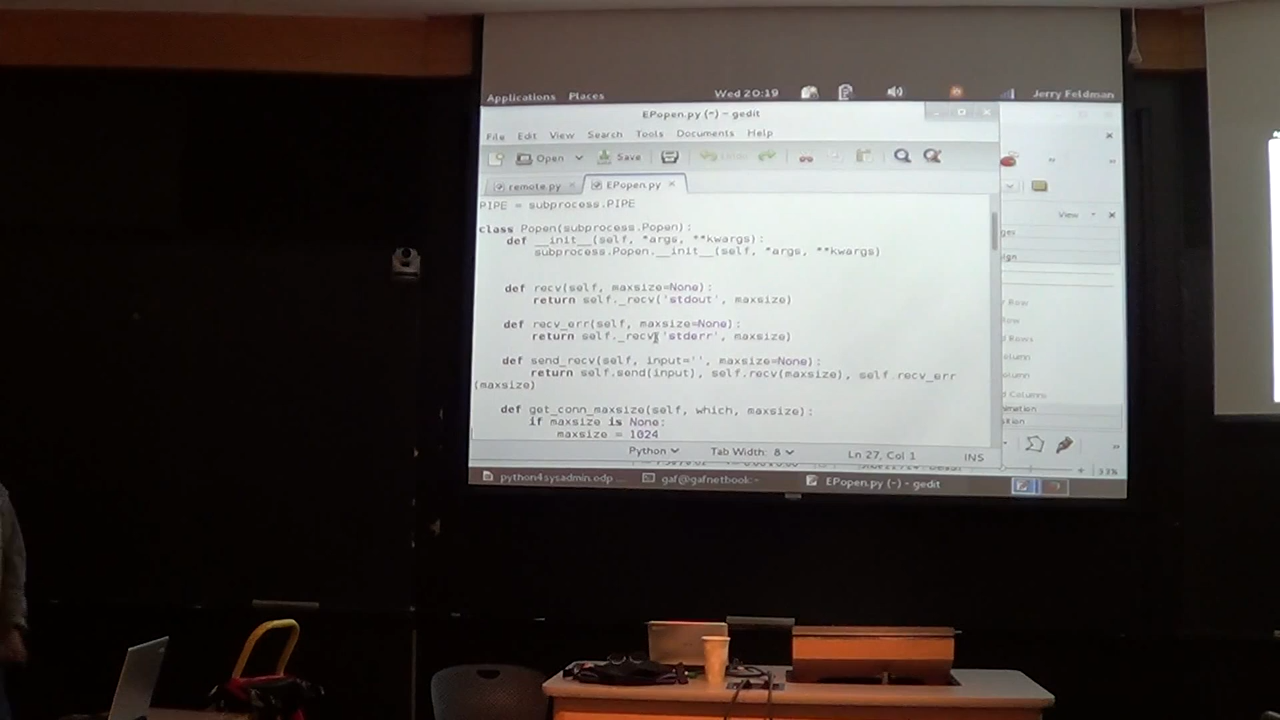 Applications Places Wed 20:19 Jerry Feldman
EPopen.py (~) - gedit
File Edit View Search Tools Documents Help
Open Save Undo
remote.py EPopen.py
View
PIPE = subprocess.PIPE
class Popen(subprocess.Popen):
def __init__(self, *args, **kwargs):
subprocess.Popen.__init__(self, *args, **kwargs)
def recv(self, maxsize=None):
return self._recv('stdout', maxsize)
def recv_err(self, maxsize=None):
return self._recv('stderr', maxsize)
def send_recv(self, input='', maxsize=None):
return self.send(input), self.recv(maxsize), self.recv_err
(maxsize)
def get_conn_maxsize(self, which, maxsize):
if maxsize is None:
maxsize = 1024
Python Tab Width: 8 Ln 27, Col 1 INS
33%
python4sysadmin.odp ... gaf@gafnetbook:~ EPopen.py (~) - gedit